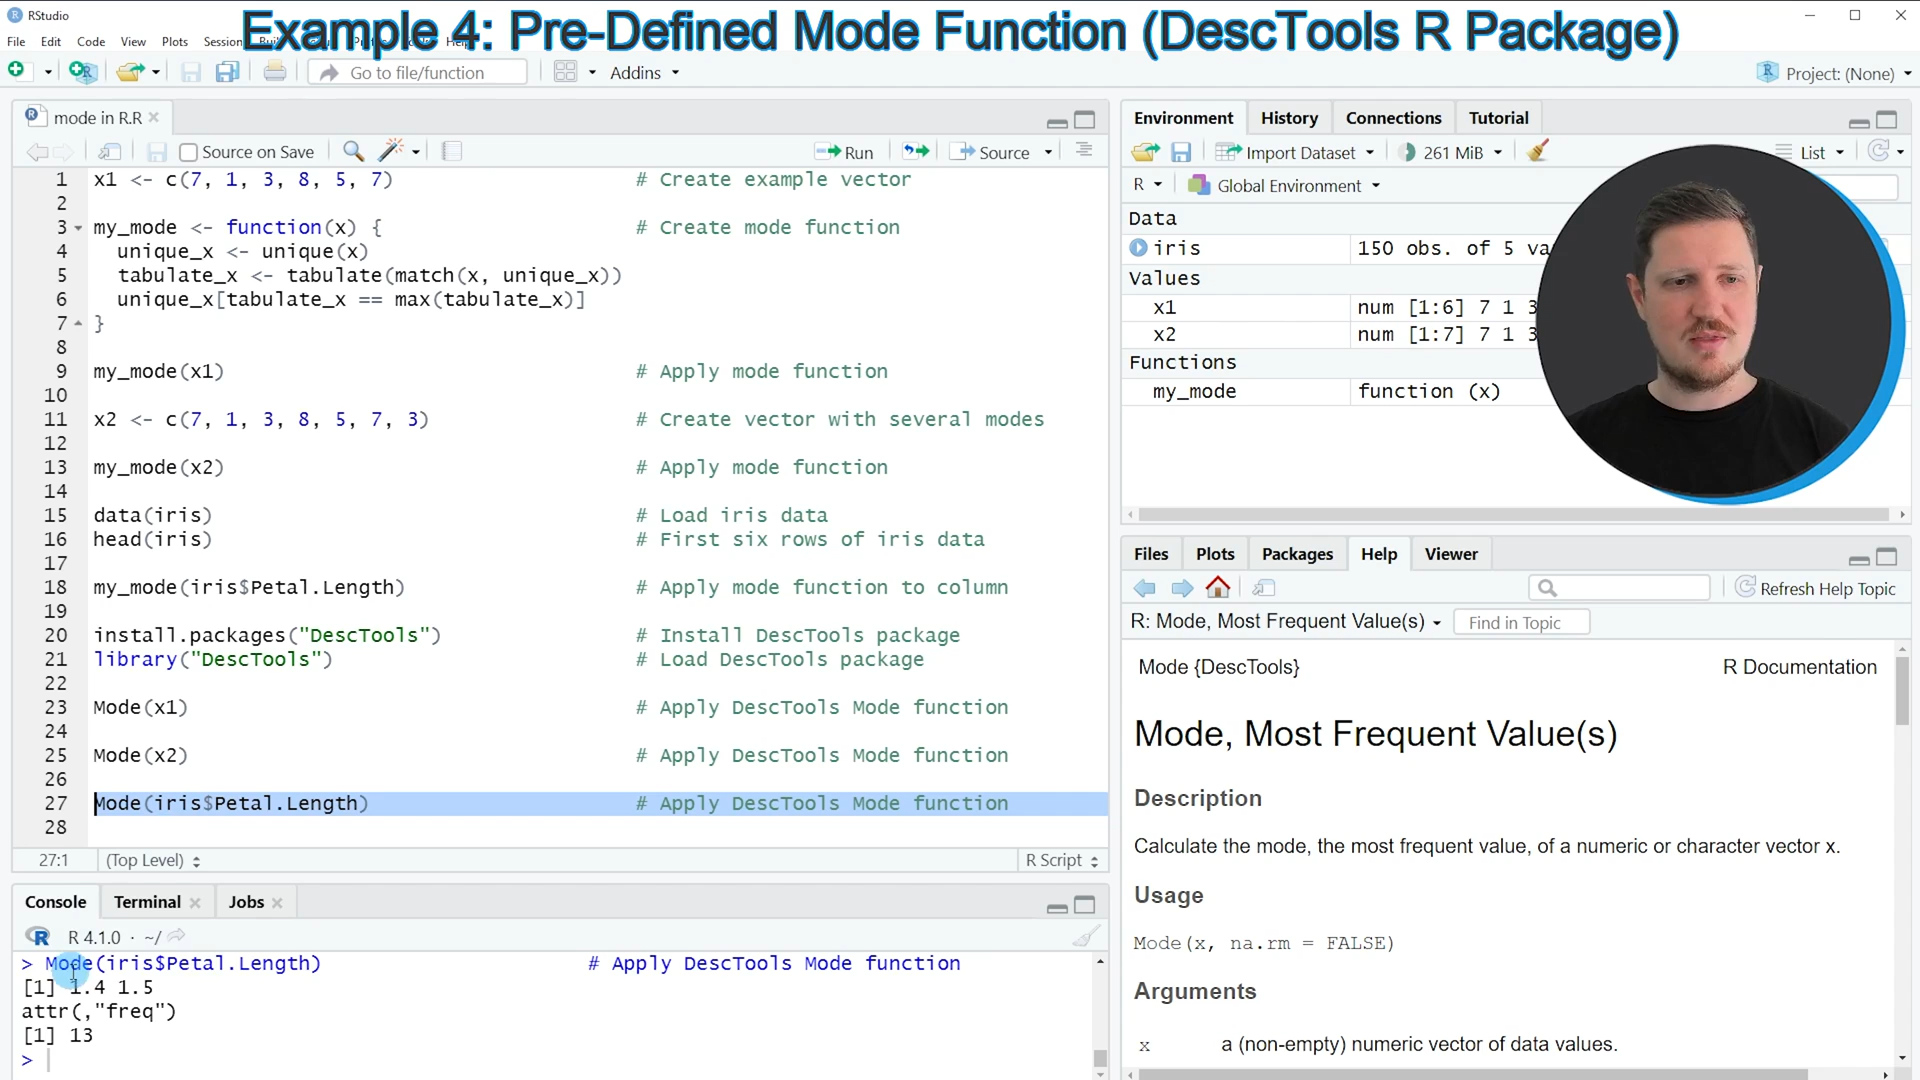 RStudio
Example 4: Pre-Defined Mode Function (DescTools R Package)
File Edit Code View Plots Session
Go to file/function
Addins
Project: (None)
mode in R.R
Source on Save
Run
Source
1 x1 <- c(7, 1, 3, 8, 5, 7) # Create example vector
2
3 my_mode <- function(x) { # Create mode function
4 unique_x <- unique(x)
5 tabulate_x <- tabulate(match(x, unique_x))
6 unique_x[tabulate_x == max(tabulate_x)]
7 }
8
9 my_mode(x1) # Apply mode function
10
11 x2 <- c(7, 1, 3, 8, 5, 7, 3) # Create vector with several modes
12
13 my_mode(x2) # Apply mode function
14
15 data(iris) # Load iris data
16 head(iris) # First six rows of iris data
17
18 my_mode(iris$Petal.Length) # Apply mode function to column
19
20 install.packages("DescTools") # Install DescTools package
21 library("DescTools") # Load DescTools package
22
23 Mode(x1) # Apply DescTools Mode function
24
25 Mode(x2) # Apply DescTools Mode function
26
27 Mode(iris$Petal.Length) # Apply DescTools Mode function
28
27:1 (Top Level) R Script
Console Terminal Jobs
R 4.1.0 · ~/
> Mode(iris$Petal.Length) # Apply DescTools Mode function
[1] 1.4 1.5
attr(,"freq")
[1] 13
>
Environment History Connections Tutorial
Import Dataset 261 MiB List
R Global Environment
Data
iris 150 obs. of 5 va
Values
x1 num [1:6] 7 1 3
x2 num [1:7] 7 1 3
Functions
my_mode function (x)
Files Plots Packages Help Viewer
Refresh Help Topic
R: Mode, Most Frequent Value(s) Find in Topic
Mode {DescTools} R Documentation
Mode, Most Frequent Value(s)
Description
Calculate the mode, the most frequent value, of a numeric or character vector x.
Usage
Mode(x, na.rm = FALSE)
Arguments
x a (non-empty) numeric vector of data values.